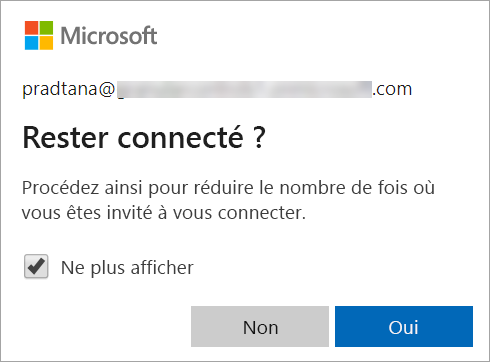 Microsoft
pradtana@ .com
Rester connecté ?
Procédez ainsi pour réduire le nombre de fois où
vous êtes invité à vous connecter.
Ne plus afficher
Non
Oui